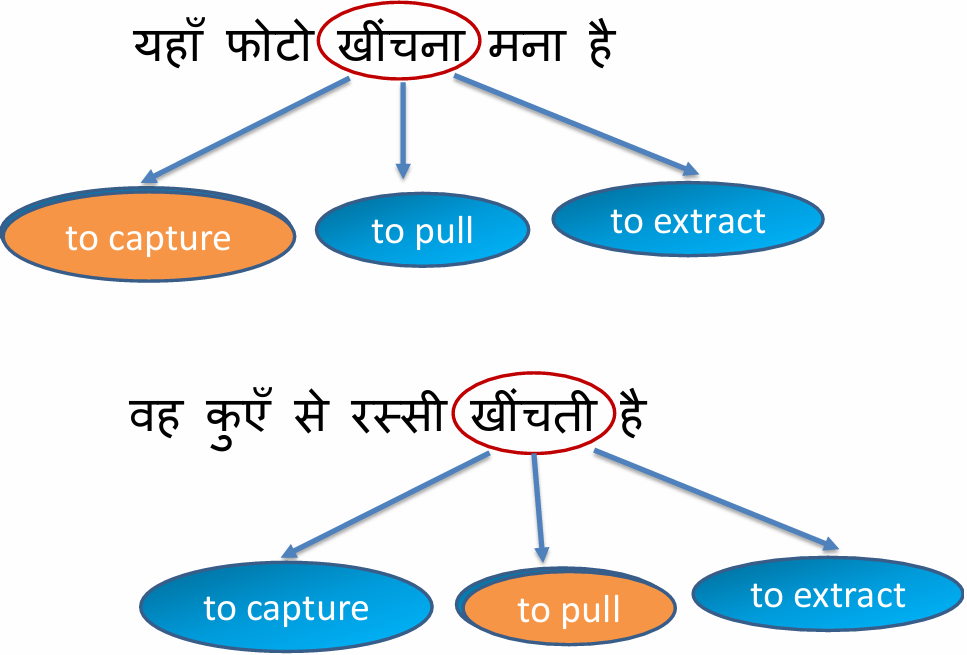 यहाँ फोटो खींचना मना है
to capture to pull to extract
वह कुएँ से रस्सी खींचती है
to capture to pull to extract